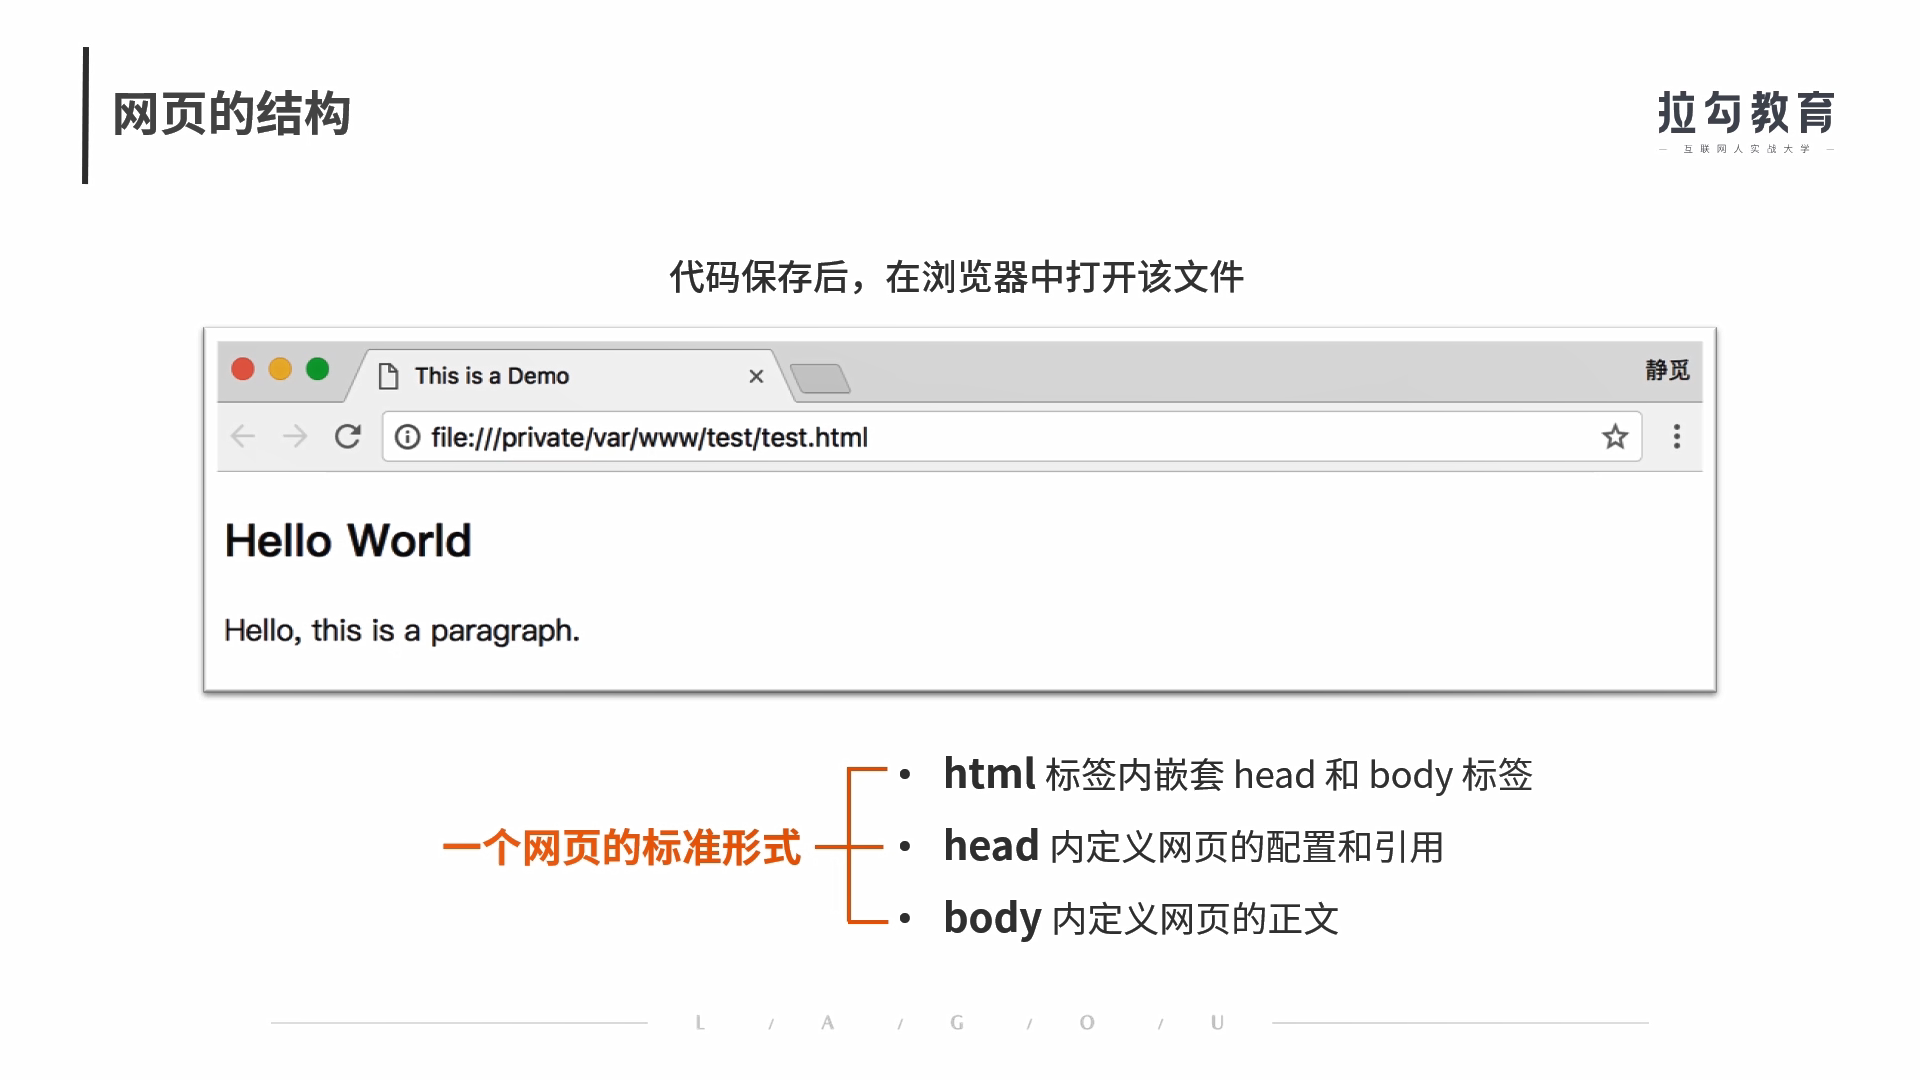 网页的结构
拉勾教育
— 互联网人实战大学 —
代码保存后，在浏览器中打开该文件
This is a Demo
静觅
file:///private/var/www/test/test.html
Hello World
Hello, this is a paragraph.
一个网页的标准形式
• html 标签内嵌套 head 和 body 标签
• head 内定义网页的配置和引用
• body 内定义网页的正文
L / A / G / O / U